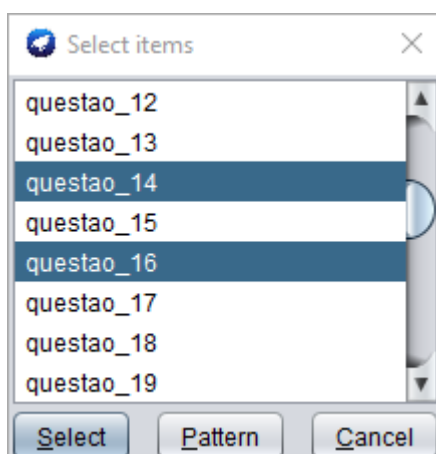 Select items
questao_12
questao_13
questao_14
questao_15
questao_16
questao_17
questao_18
questao_19
Select Pattern Cancel